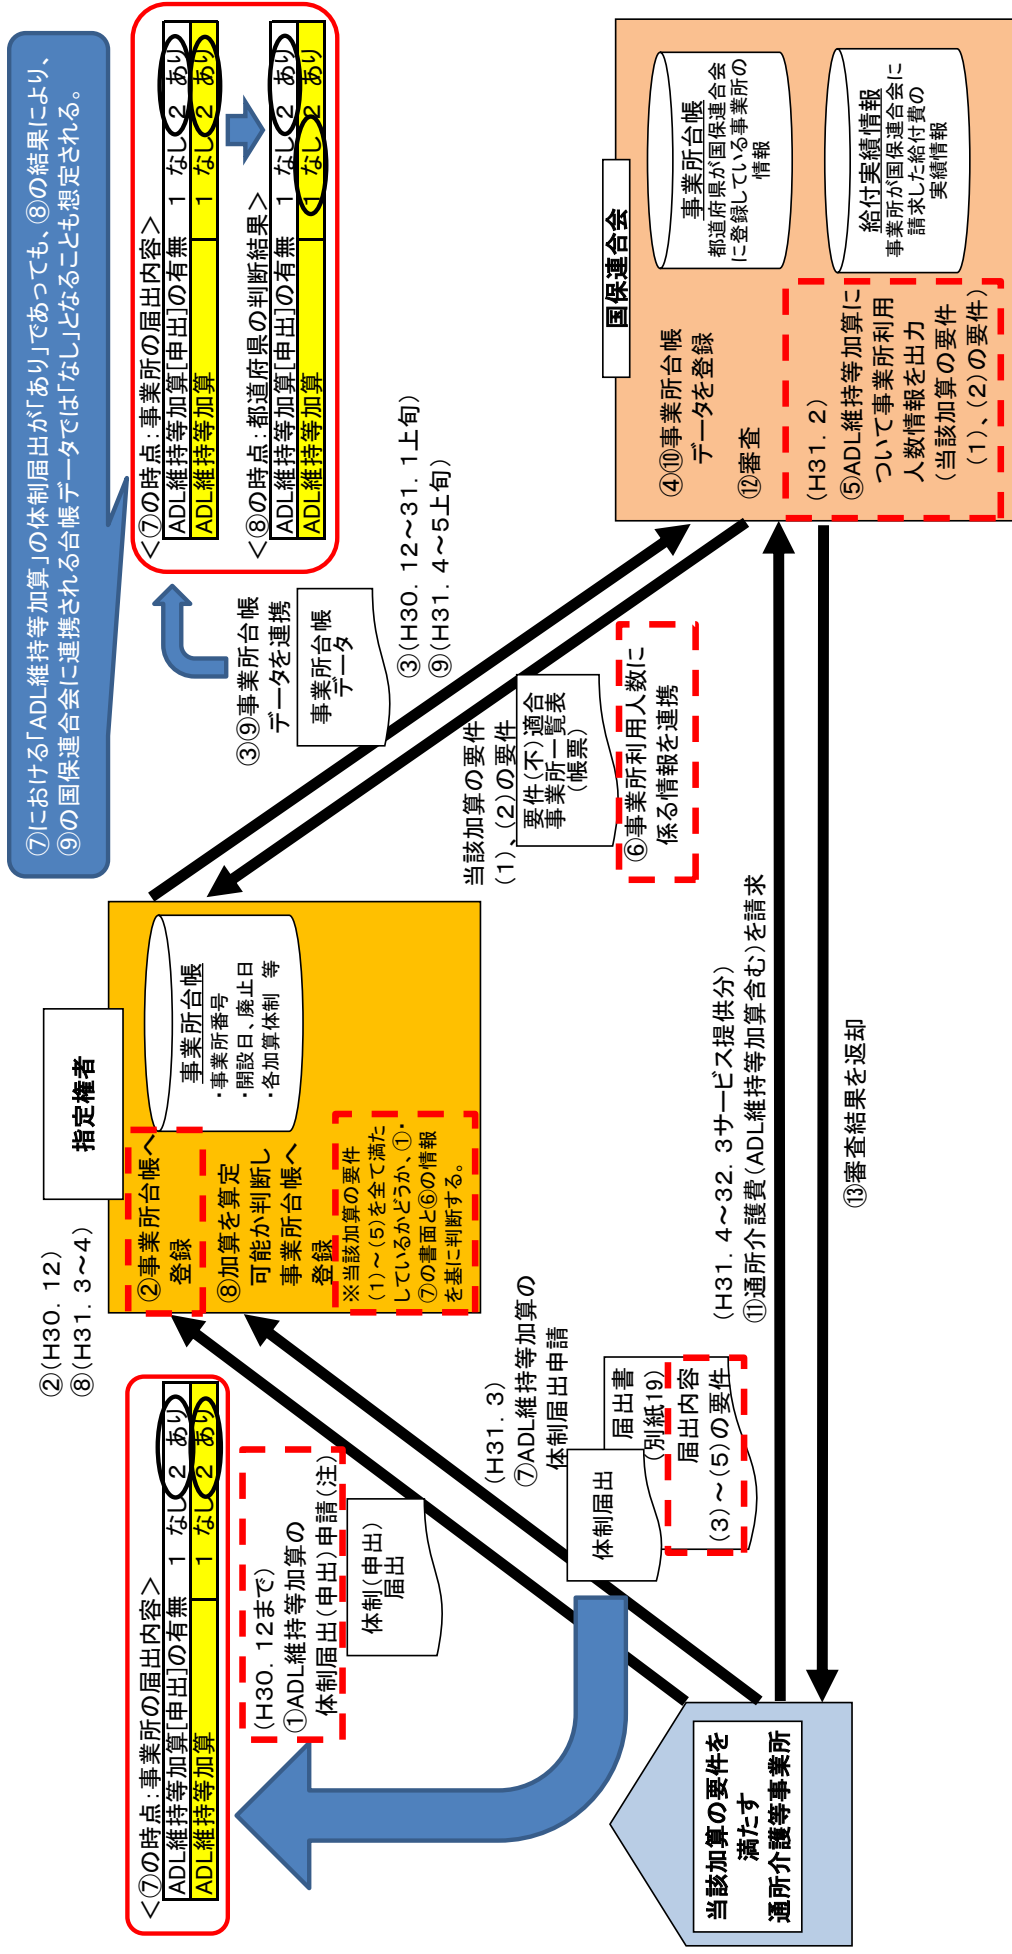 ⑦における「ADL維持等加算」の体制届出が「あり」であっても、⑧の結果により、
⑨の国保連合会に連携される台帳データでは「なし」となることも想定される。
<⑦の時点:事業所の届出内容>
ADL維持等加算[申出]の有無 1 なし 2 あり
ADL維持等加算 1 なし 2 あり
②(H30. 12)
⑧(H31. 3~4)
指定権者
②事業所台帳へ
登録
⑧加算を算定
可能か判断し
事業所台帳へ
登録
※当該加算の要件
(1)~(5)を全て満た
しているかどうか、①・
⑦の書面と⑥の情報
を基に判断する。
事業所台帳
・事業所番号
・開設日、廃止日
・各加算体制 等
③⑨事業所台帳
データを連携
事業所台帳
データ
③(H30. 12~31. 1上旬)
⑨(H31. 4~5上旬)
<⑦の時点:事業所の届出内容>
ADL維持等加算[申出]の有無 1 なし 2 あり
ADL維持等加算 1 なし 2 あり
<⑧の時点:都道府県の判断結果>
ADL維持等加算[申出]の有無 1 なし 2 あり
ADL維持等加算 1 なし 2 あり
(H30. 12まで)
①ADL維持等加算の
体制届出(申出)申請(注)
体制(申出)
届出
(H31. 3)
⑦ADL維持等加算の
体制届出申請
体制届出
届出書
(別紙19)
届出内容
(3)~(5)の要件
当該加算の要件
(1)、(2)の要件
要件(不)適合
事業所一覧表
(帳票)
⑥事業所利用人数に
係る情報を連携
国保連合会
④⑩事業所台帳
データを登録
⑫審査
(H31. 2)
⑤ADL維持等加算に
ついて事業所利用
人数情報を出力
(当該加算の要件
(1)、(2)の要件)
事業所台帳
都道府県が国保連合会
に登録している事業所の
情報
給付実績情報
事業所が国保連合会に
請求した給付費の
実績情報
(H31. 4~32. 3サービス提供分)
⑪通所介護費(ADL維持等加算含む)を請求
⑬審査結果を返却
当該加算の要件を
満たす
通所介護等事業所